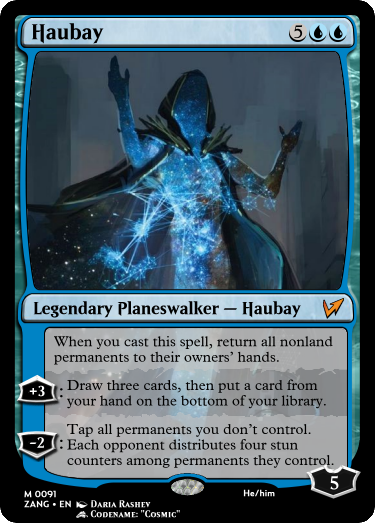 Haubay 5
Legendary Planeswalker — Haubay
When you cast this spell, return all nonland
permanents to their owners' hands.
+3: Draw three cards, then put a card from
your hand on the bottom of your library.
-2: Tap all permanents you don't control.
Each opponent distributes four stun
counters among permanents they control.
5
M 0091
ZANG • EN Daria Rashev
Codename: "Cosmic"
He/him